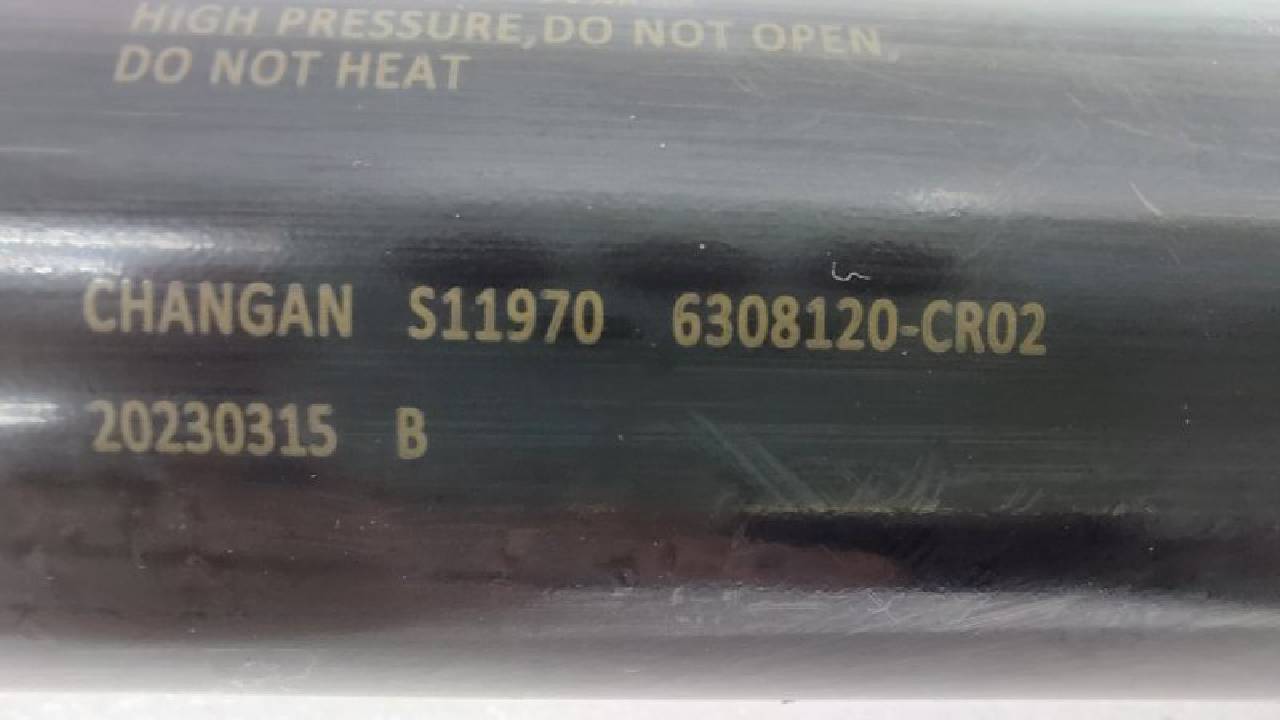 HIGH PRESSURE,DO NOT OPEN,
DO NOT HEAT
CHANGAN S11970 6308120-CR02
20230315 B